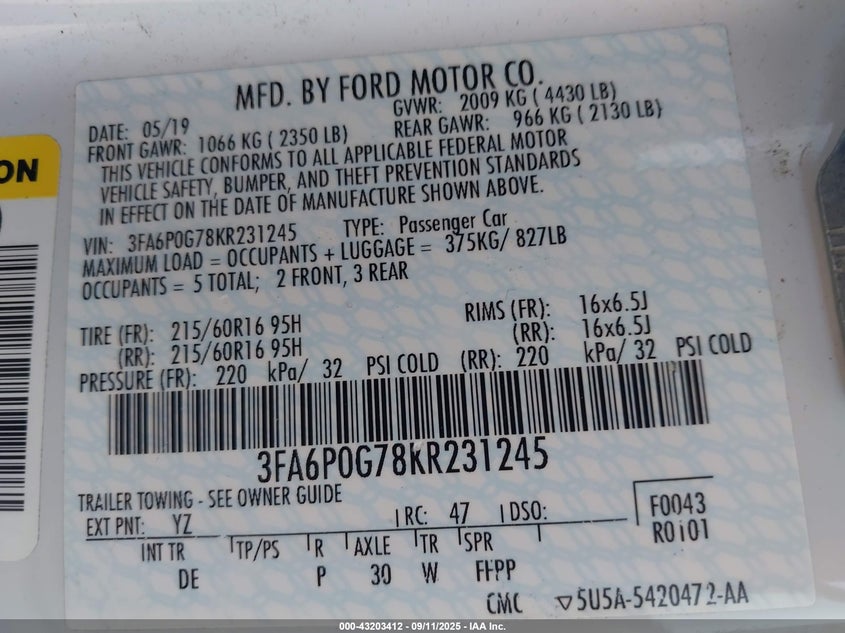 MFD. BY FORD MOTOR CO.
DATE: 05/19 GVWR: 2009 KG ( 4430 LB)
FRONT GAWR: 1066 KG ( 2350 LB) REAR GAWR: 966 KG ( 2130 LB)
THIS VEHICLE CONFORMS TO ALL APPLICABLE FEDERAL MOTOR
VEHICLE SAFETY, BUMPER, AND THEFT PREVENTION STANDARDS
IN EFFECT ON THE DATE OF MANUFACTURE SHOWN ABOVE.
VIN: 3FA6P0G78KR231245 TYPE: Passenger Car
MAXIMUM LOAD = OCCUPANTS + LUGGAGE = 375KG/ 827LB
OCCUPANTS = 5 TOTAL; 2 FRONT, 3 REAR
TIRE (FR): 215/60R16 95H RIMS (FR): 16x6.5J
(RR): 215/60R16 95H (RR): 16x6.5J
PRESSURE (FR): 220 kPa/ 32 PSI COLD (RR): 220 kPa/ 32 PSI COLD
3FA6P0G78KR231245
TRAILER TOWING - SEE OWNER GUIDE
EXT PNT: YZ RC: 47 DSO: F0043
R0i01
INT TR TP/PS R AXLE TR SPR
DE P 30 W FFPP
CMC ▽5U5A-5420472-AA
ON
000-43203412 - 09/11/2025 - IAA Inc.